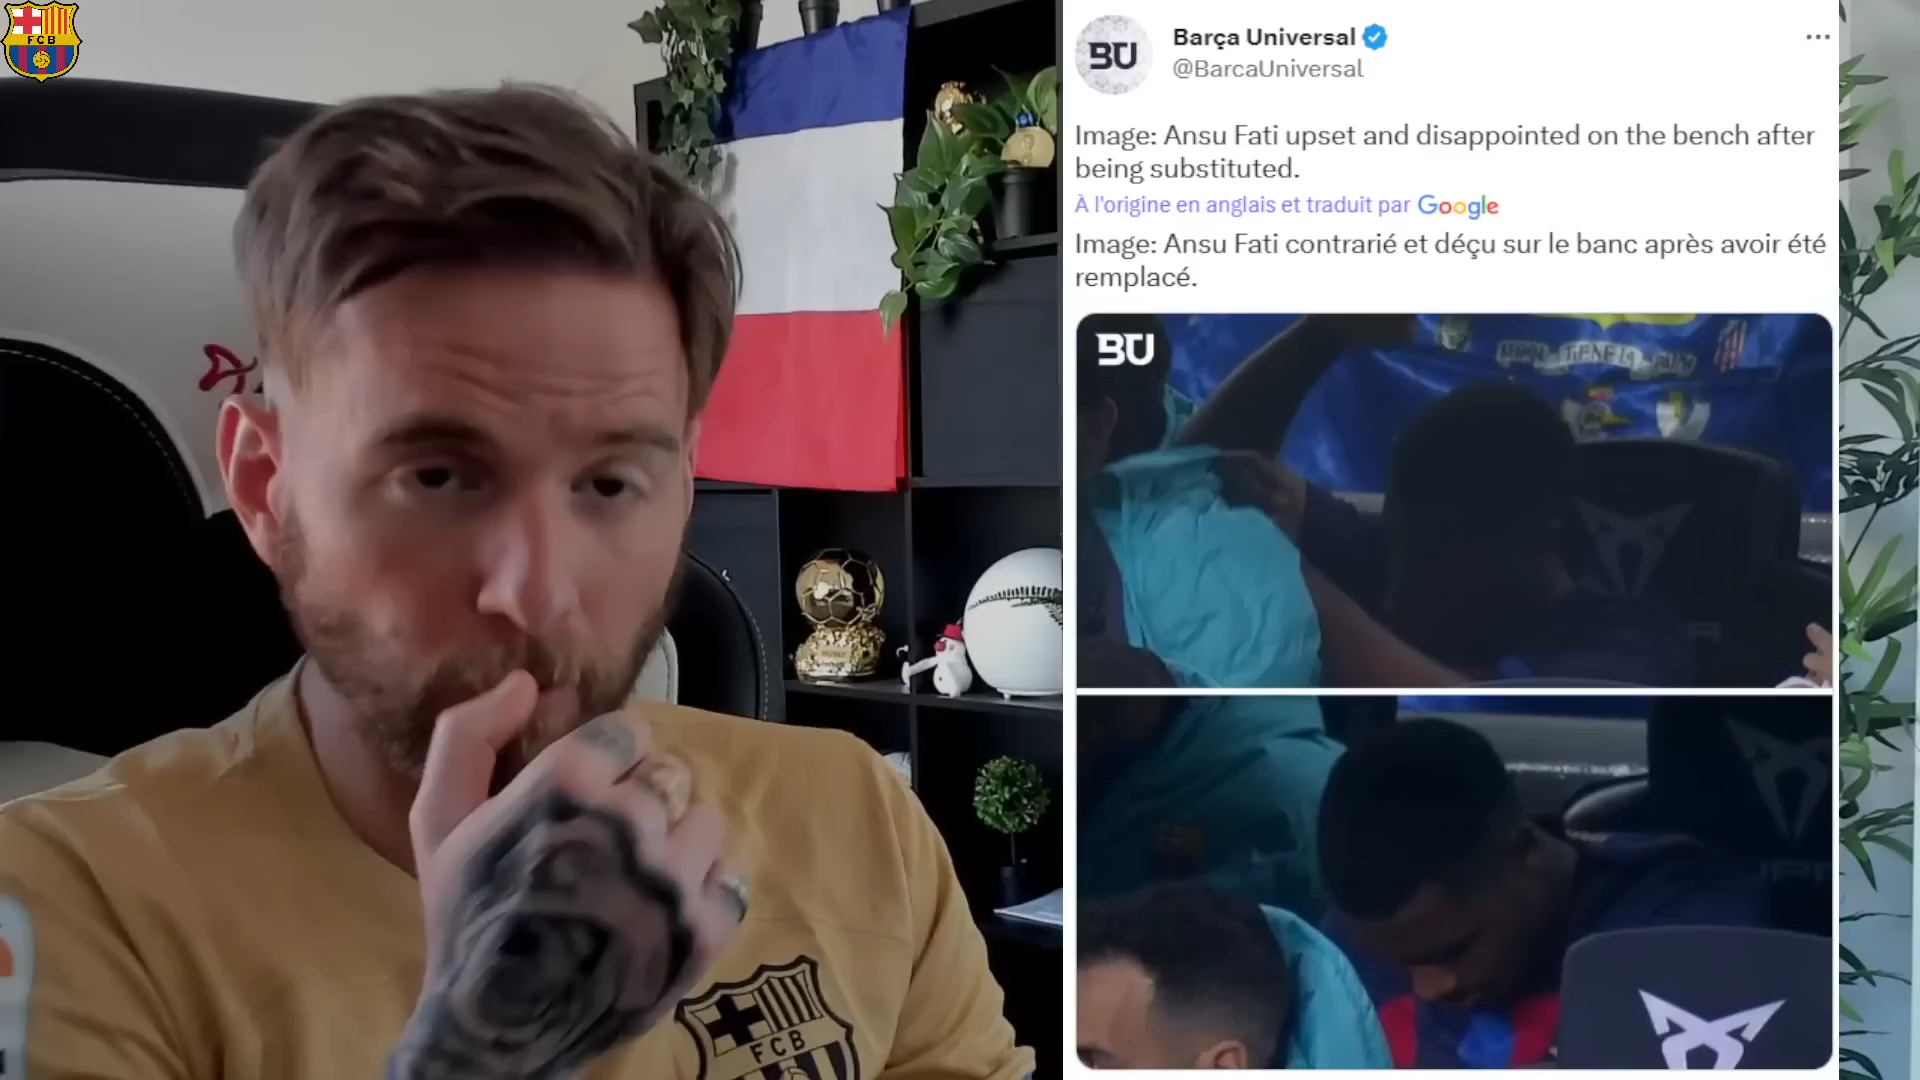 FCB
BU
Barça Universal
@BarcaUniversal
Image: Ansu Fati upset and disappointed on the bench after
being substituted.
À l'origine en anglais et traduit par Google
Image: Ansu Fati contrarié et déçu sur le banc après avoir été
remplacé.
BU
FCB